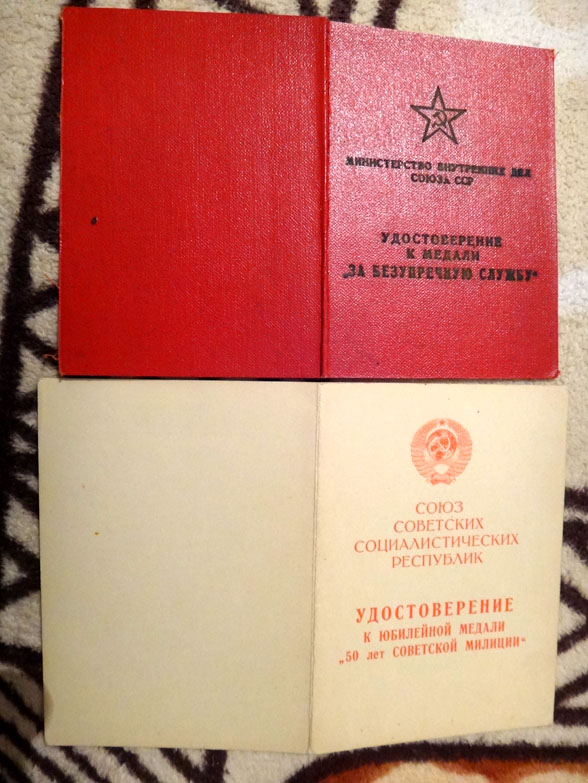 МИНИСТЕРСТВО ВНУТРЕННИХ ДЕЛ
СОЮЗА ССР
УДОСТОВЕРЕНИЕ
К МЕДАЛИ
„ЗА БЕЗУПРЕЧНУЮ СЛУЖБУ“
СОЮЗ
СОВЕТСКИХ
СОЦИАЛИСТИЧЕСКИХ
РЕСПУБЛИК
УДОСТОВЕРЕНИЕ
К ЮБИЛЕЙНОЙ МЕДАЛИ
„50 лет СОВЕТСКОЙ МИЛИЦИИ“